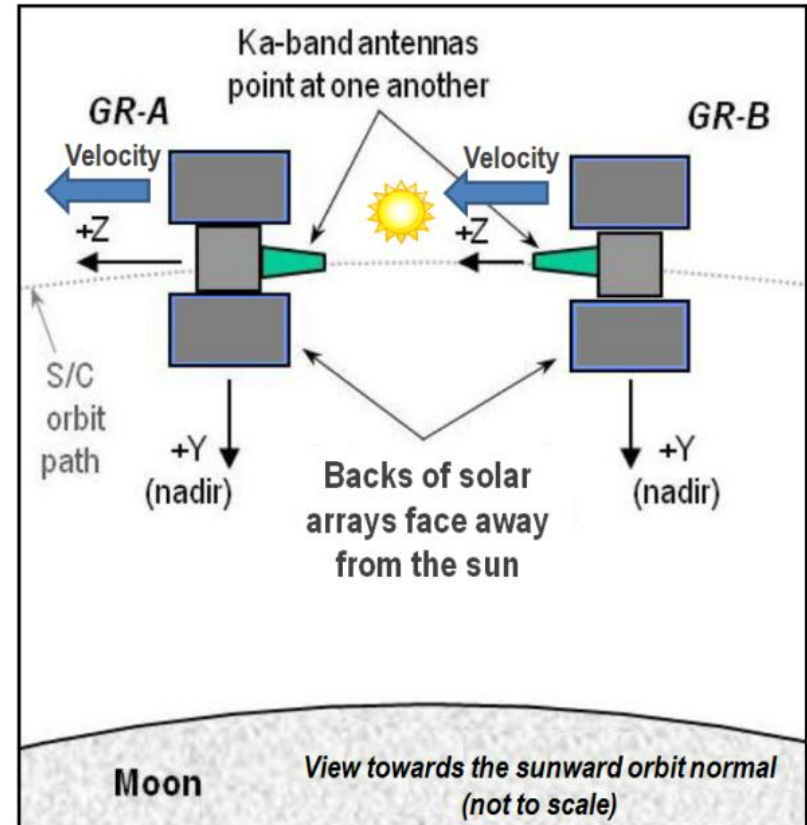 Ka-band antennas
point at one another
GR-A
GR-B
Velocity
Velocity
+Z
+Z
S/C
orbit
path
+Y
(nadir)
+Y
(nadir)
Backs of solar
arrays face away
from the sun
Moon
View towards the sunward orbit normal
(not to scale)